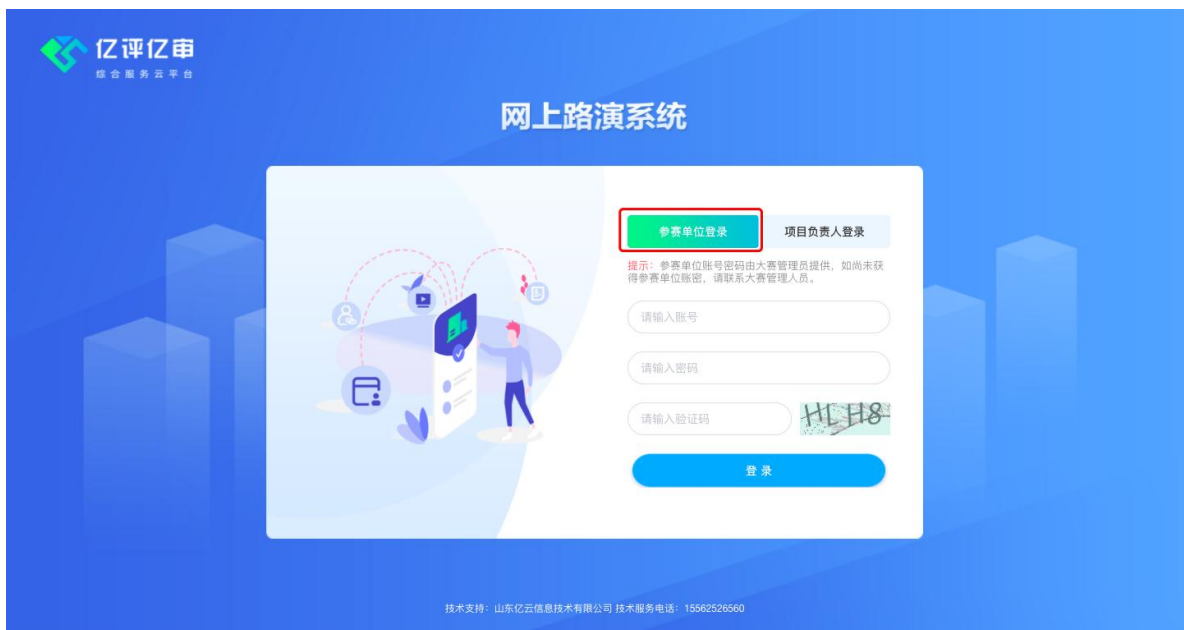 亿评亿审
综合服务云平台
网上路演系统
参赛单位登录 项目负责人登录
提示：参赛单位账号密码由大赛管理员提供，如尚未获
得参赛单位账密，请联系大赛管理人员。
请输入账号
请输入密码
请输入验证码 HLH8
登 录
技术支持：山东亿云信息技术有限公司 技术服务电话：15562526560